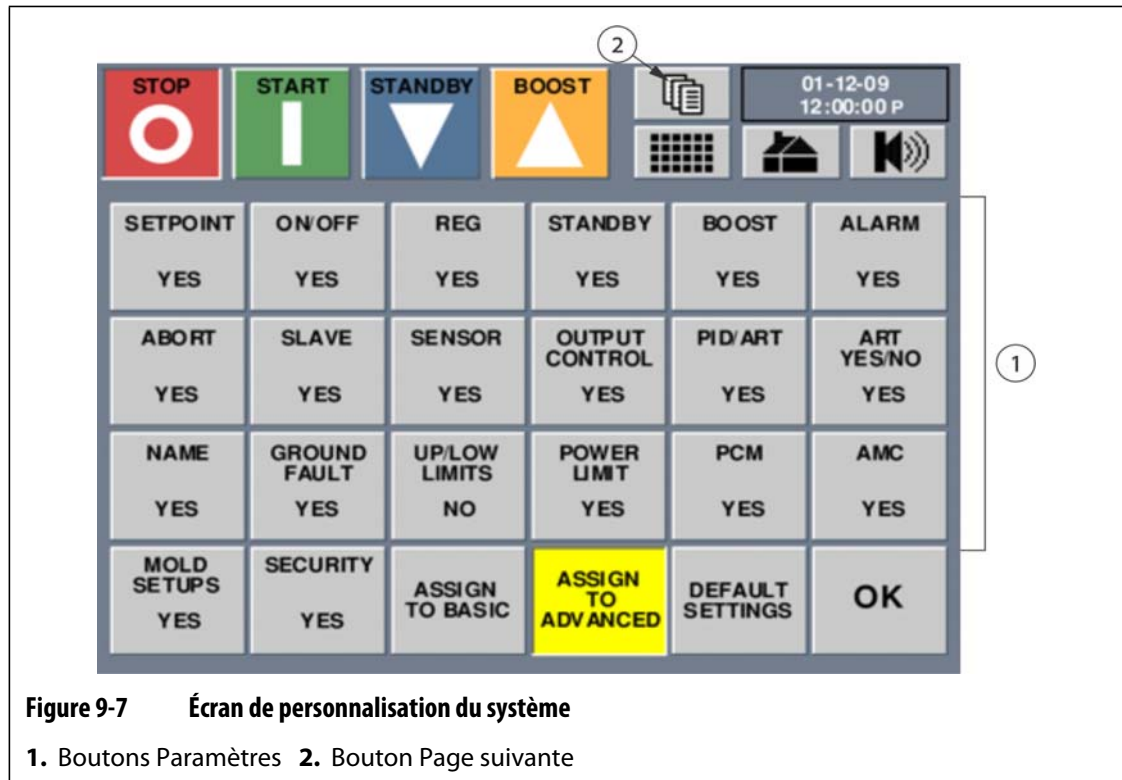 2
STOP START STANDBY BOOST
01-12-09
12:00:00 P
SETPOINT ON/OFF REG STANDBY BOOST ALARM
YES YES YES YES YES YES
ABORT SLAVE SENSOR OUTPUT CONTROL PID/ART ART YES/NO
YES YES YES YES YES YES
1
NAME GROUND FAULT UP/LOW LIMITS POWER LIMIT PCM AMC
YES YES NO YES YES YES
MOLD SETUPS SECURITY ASSIGN TO BASIC ASSIGN TO ADVANCED DEFAULT SETTINGS OK
YES YES
Figure 9-7 Écran de personnalisation du système
1. Boutons Paramètres 2. Bouton Page suivante